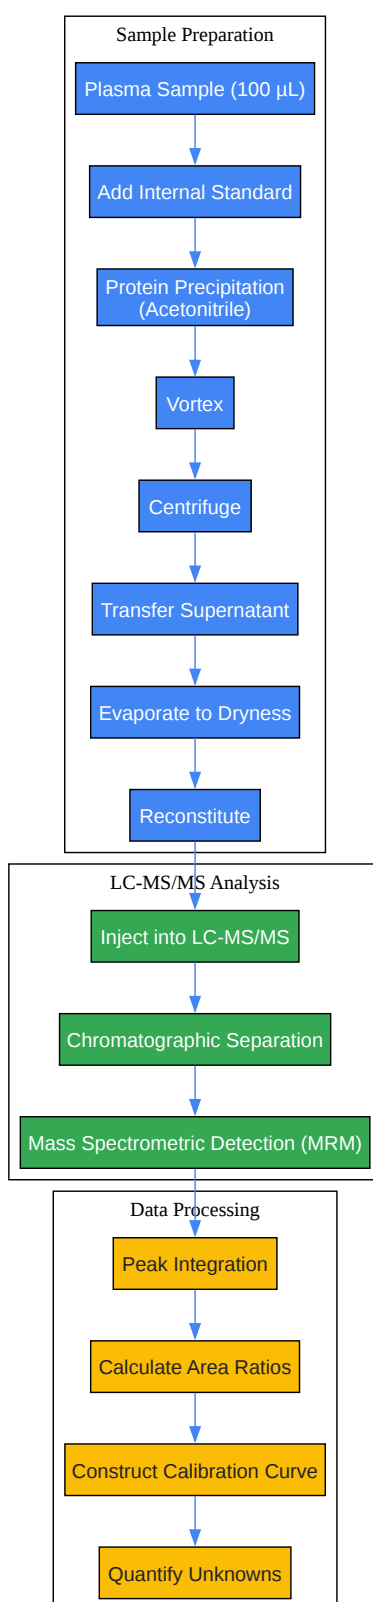 Sample Preparation
Plasma Sample (100 µL)
Add Internal Standard
Protein Precipitation
(Acetonitrile)
Vortex
Centrifuge
Transfer Supernatant
Evaporate to Dryness
Reconstitute
LC-MS/MS Analysis
Inject into LC-MS/MS
Chromatographic Separation
Mass Spectrometric Detection (MRM)
Data Processing
Peak Integration
Calculate Area Ratios
Construct Calibration Curve
Quantify Unknowns